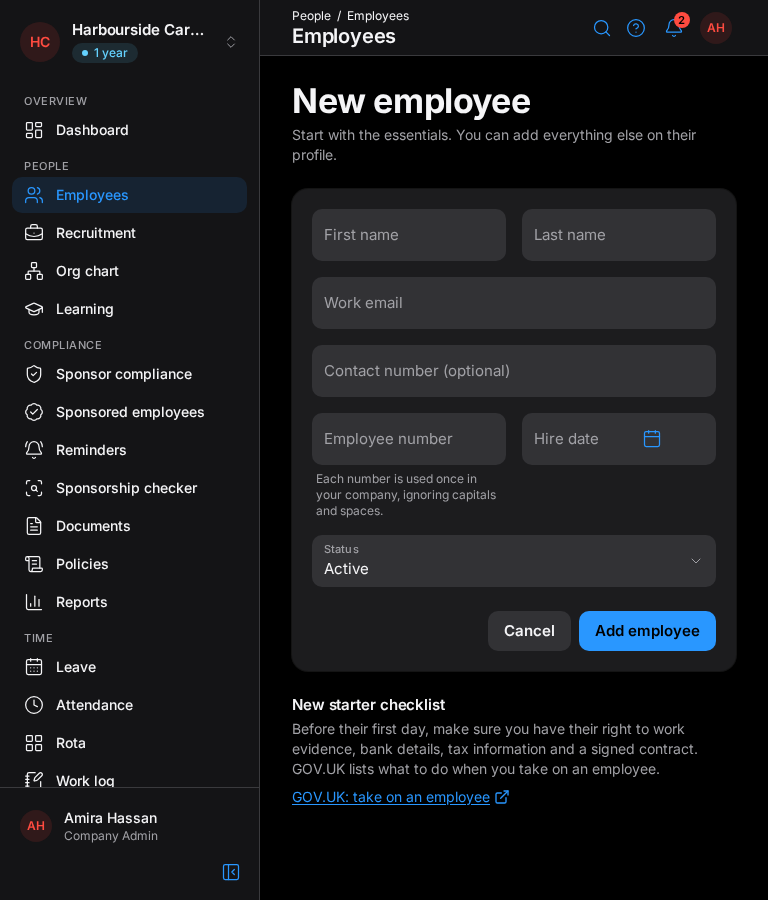 HC
Harbourside Car...
1 year
OVERVIEW
Dashboard
PEOPLE
Employees
Recruitment
Org chart
Learning
COMPLIANCE
Sponsor compliance
Sponsored employees
Reminders
Sponsorship checker
Documents
Policies
Reports
TIME
Leave
Attendance
Rota
Work log
AH
Amira Hassan
Company Admin
People / Employees
Employees
2
AH
New employee
Start with the essentials. You can add everything else on their
profile.
First name
Last name
Work email
Contact number (optional)
Employee number
Hire date
Each number is used once in
your company, ignoring capitals
and spaces.
Status
Active
Cancel
Add employee
New starter checklist
Before their first day, make sure you have their right to work
evidence, bank details, tax information and a signed contract.
GOV.UK lists what to do when you take on an employee.
GOV.UK: take on an employee